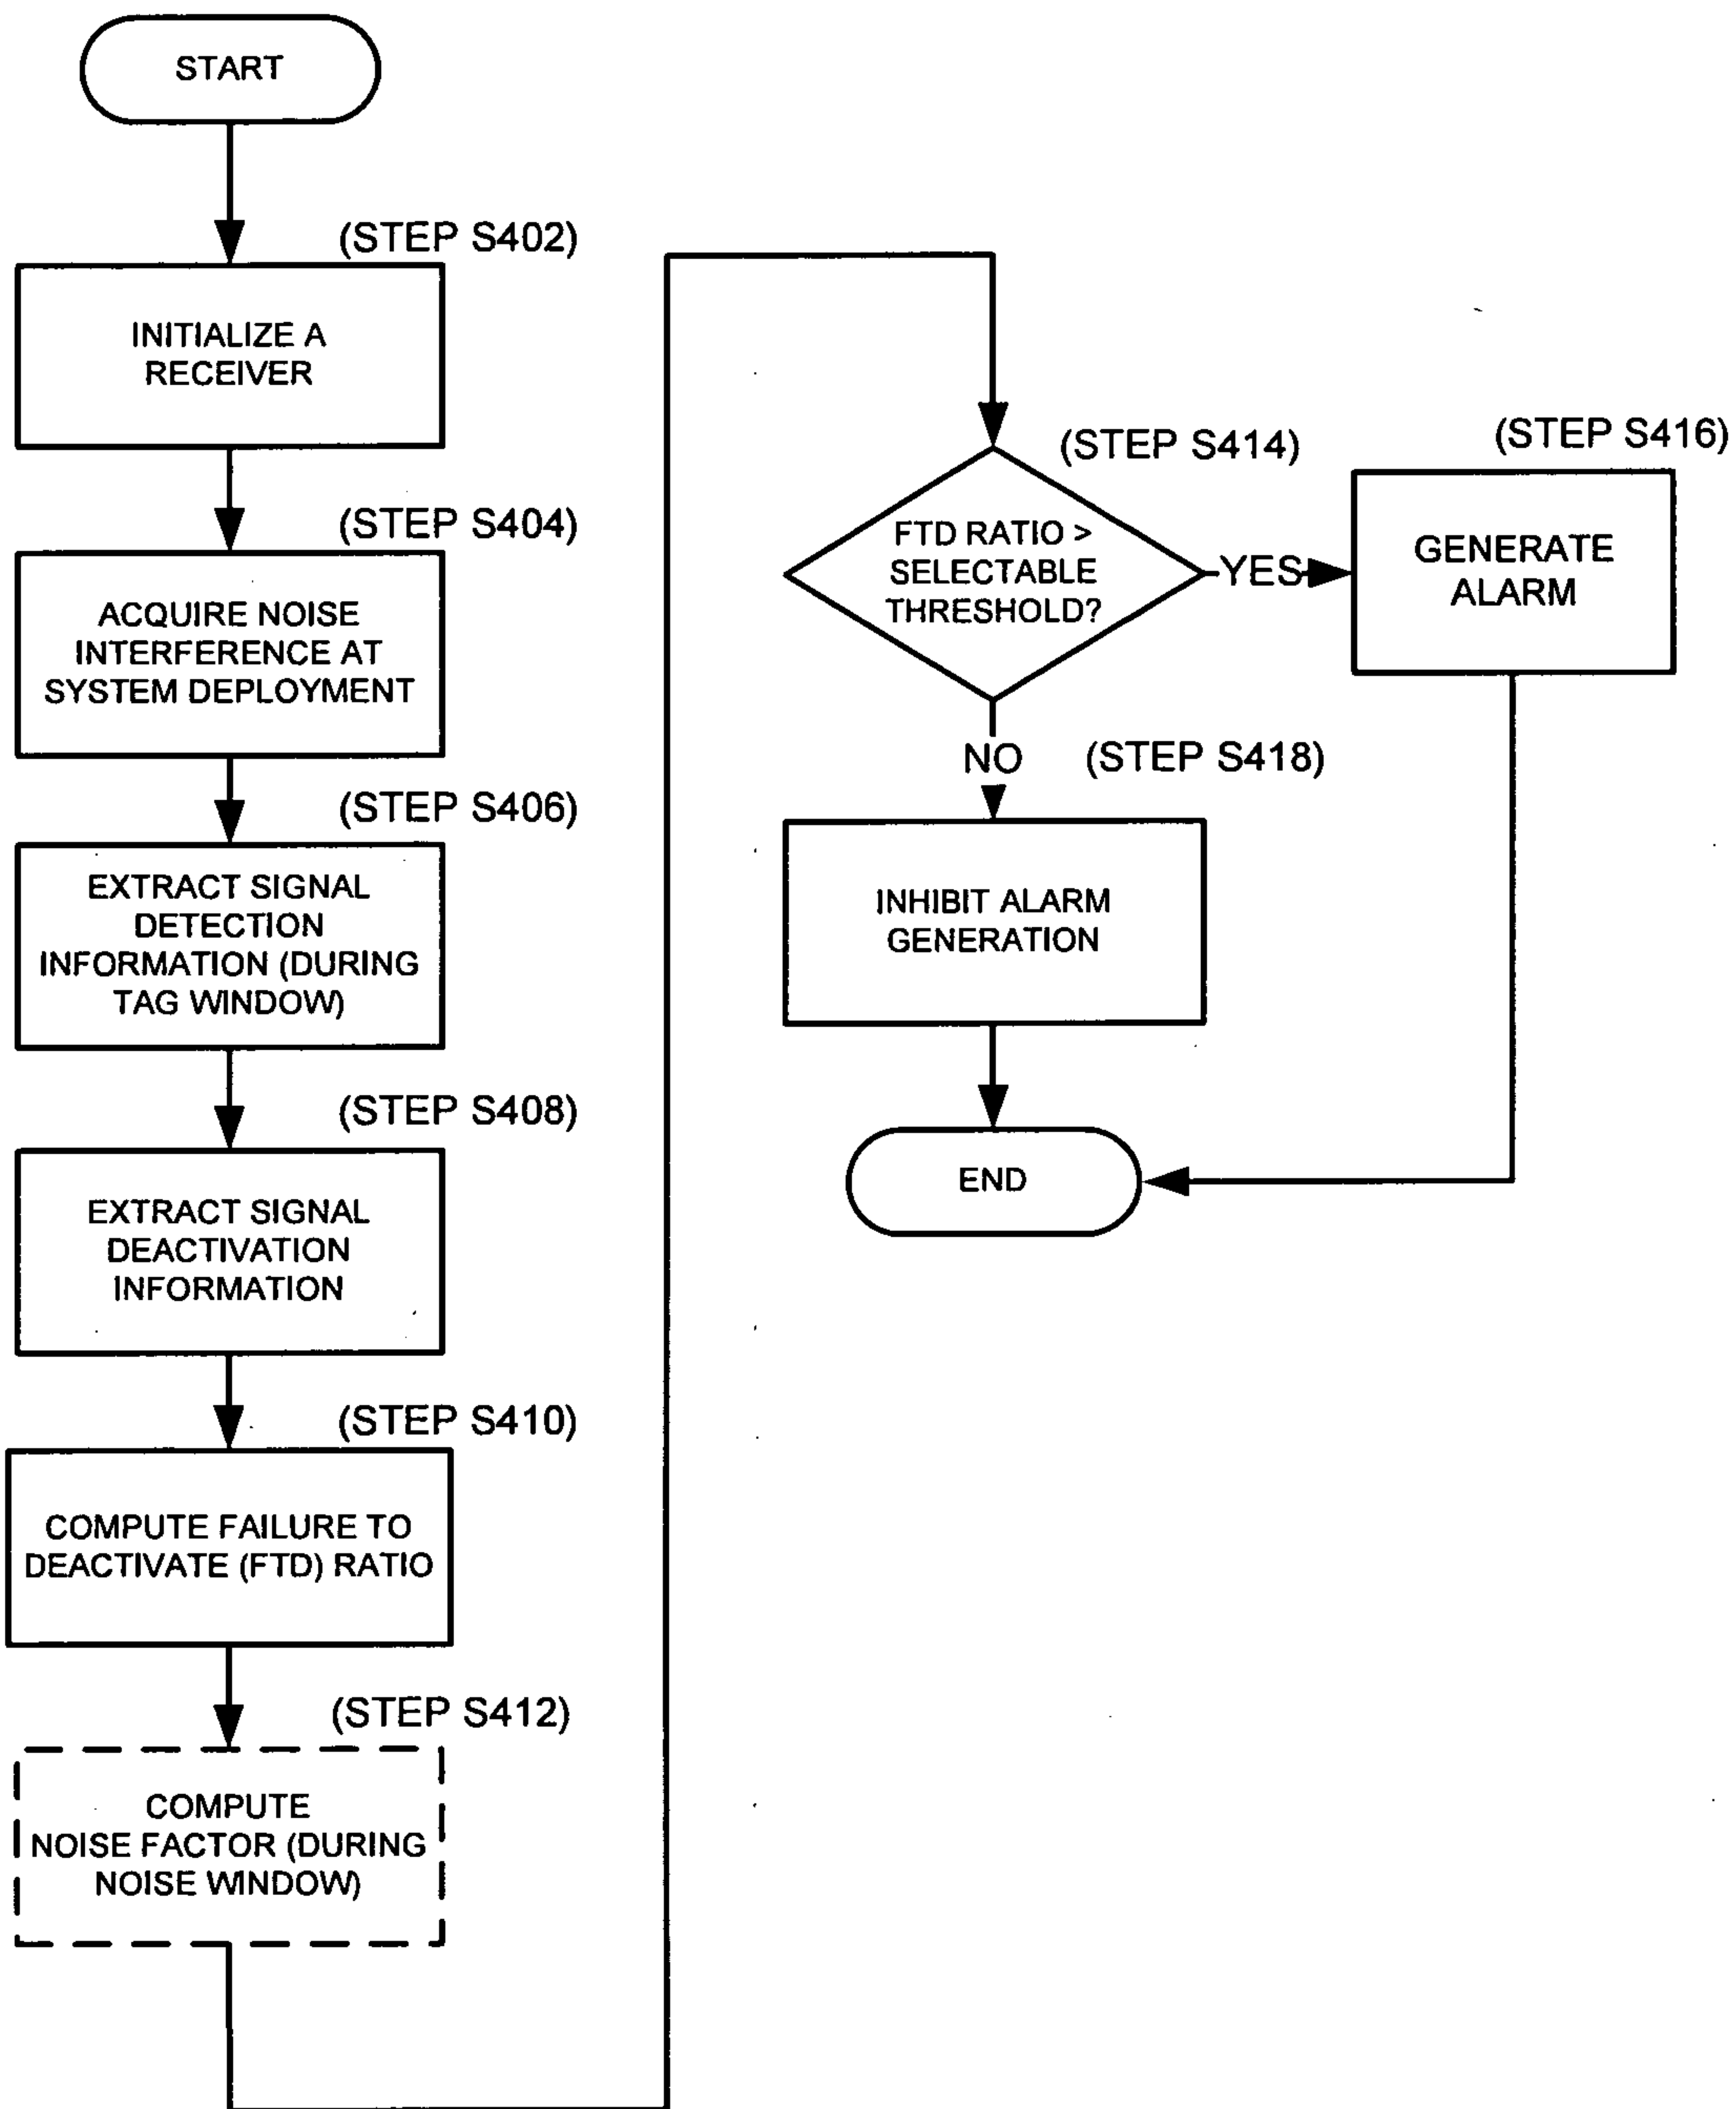 START
(STEP S402)
INITIALIZE A
RECEIVER
(STEP S404)
ACQUIRE NOISE
INTERFERENCE AT
SYSTEM DEPLOYMENT
(STEP S406)
EXTRACT SIGNAL
DETECTION
INFORMATION (DURING
TAG WINDOW)
(STEP S408)
EXTRACT SIGNAL
DEACTIVATION
INFORMATION
(STEP S410)
COMPUTE FAILURE TO
DEACTIVATE (FTD) RATIO
(STEP S412)
COMPUTE
NOISE FACTOR (DURING
NOISE WINDOW)
(STEP S414)
FTD RATIO >
SELECTABLE
THRESHOLD?
YES
(STEP S416)
GENERATE
ALARM
NO
(STEP S418)
INHIBIT ALARM
GENERATION
END